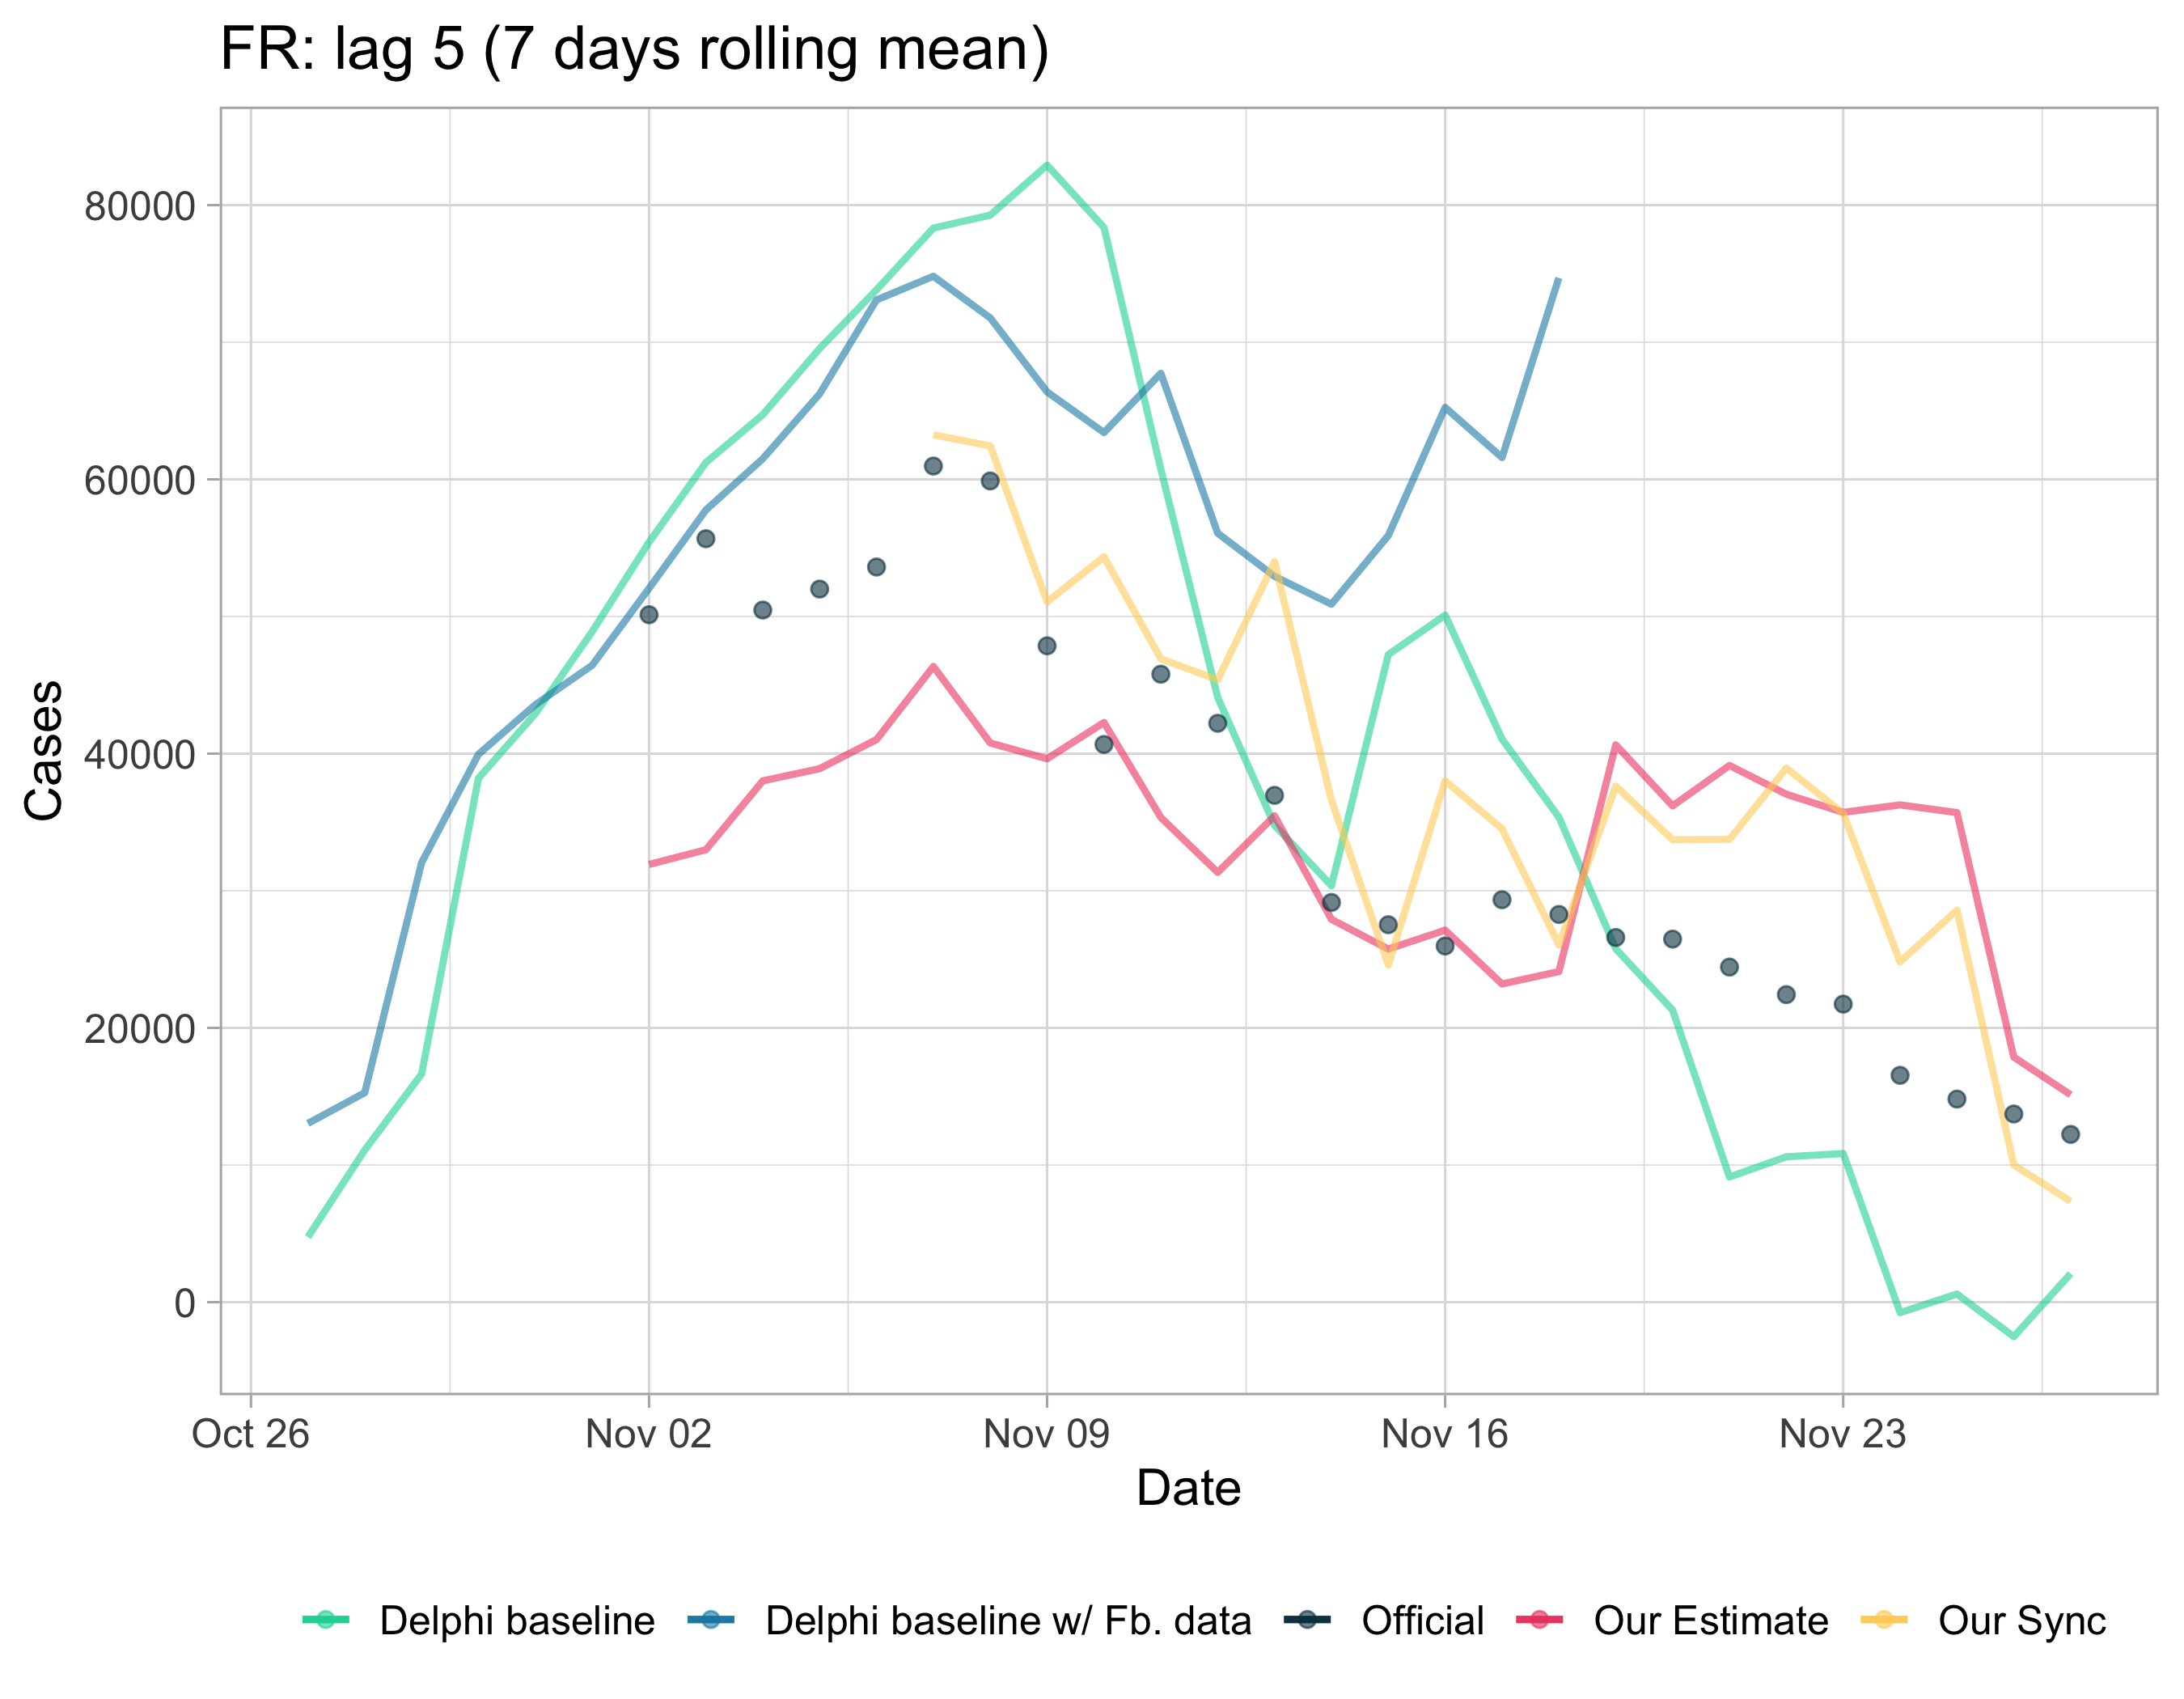 FR: lag 5 (7 days rolling mean)
80000
60000
40000
20000
0
Cases
Oct 26 Nov 02 Nov 09 Nov 16 Nov 23
Date
Delphi baseline Delphi baseline w/ Fb. data Official Our Estimate Our Sync